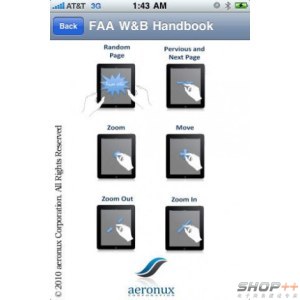 AT&T 3G 1:43 AM
Back FAA W&B Handbook
Random Page
Pervious and Next Page
Zoom
Move
Zoom Out
Zoom In
© 2010 aeronux Corporation. All Rights Reserved
aeronux
CORPORATION
SHOP++